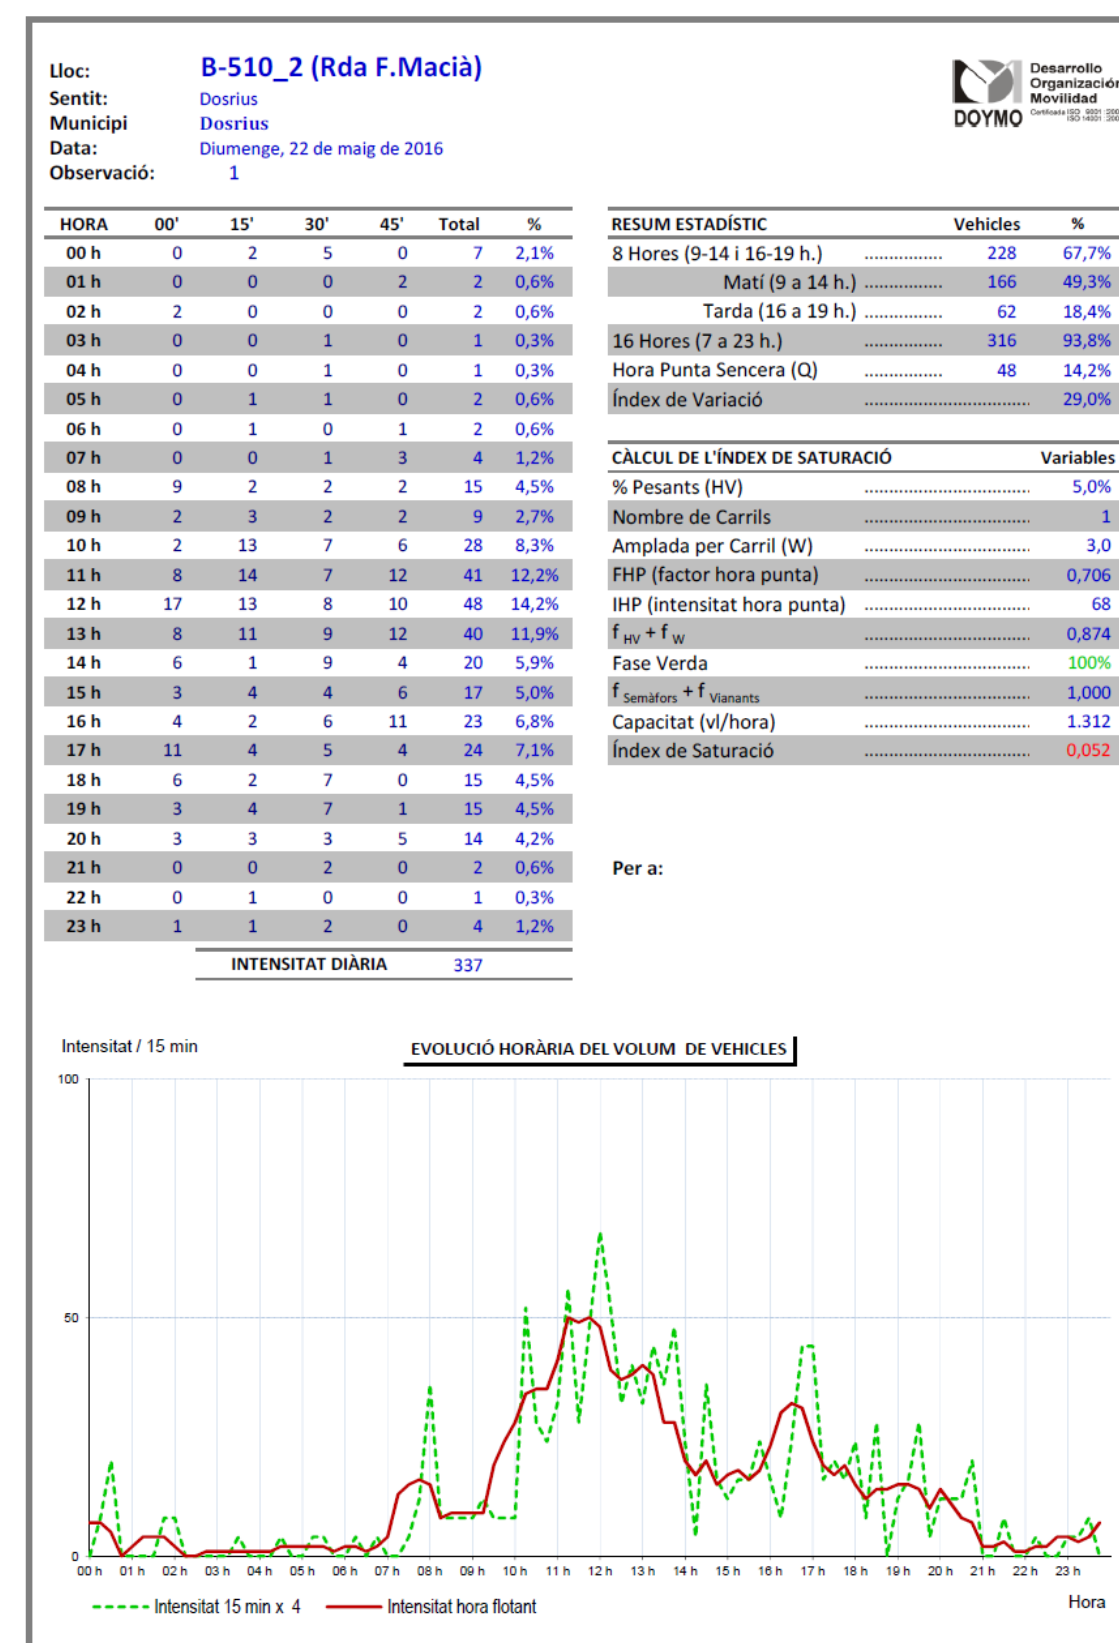 Lloc: B-510_2 (Rda F.Macià)
Sentit: Dosrius
Municipi Dosrius
Data: Diumenge, 22 de maig de 2016
Observació: 1
DOYMO
Desarrollo
Organización
Movilidad
HORA 00' 15' 30' 45' Total %
00 h 0 2 5 0 7 2,1%
01 h 0 0 0 2 2 0,6%
02 h 2 0 0 0 2 0,6%
03 h 0 0 1 0 1 0,3%
04 h 0 0 1 0 1 0,3%
05 h 0 1 1 0 2 0,6%
06 h 0 1 0 1 2 0,6%
07 h 0 0 1 3 4 1,2%
08 h 9 2 2 2 15 4,5%
09 h 2 3 2 2 9 2,7%
10 h 2 13 7 6 28 8,3%
11 h 8 14 7 12 41 12,2%
12 h 17 13 8 10 48 14,2%
13 h 8 11 9 12 40 11,9%
14 h 6 1 9 4 20 5,9%
15 h 3 4 4 6 17 5,0%
16 h 4 2 6 11 23 6,8%
17 h 11 4 5 4 24 7,1%
18 h 6 2 7 0 15 4,5%
19 h 3 4 7 1 15 4,5%
20 h 3 3 3 5 14 4,2%
21 h 0 0 2 0 2 0,6%
22 h 0 1 0 0 1 0,3%
23 h 1 1 2 0 4 1,2%
INTENSITAT DIÀRIA 337
RESUM ESTADÍSTIC Vehicles %
8 Hores (9-14 i 16-19 h.) ................ 228 67,7%
Matí (9 a 14 h.) ................ 166 49,3%
Tarda (16 a 19 h.) ................ 62 18,4%
16 Hores (7 a 23 h.) ................ 316 93,8%
Hora Punta Sencera (Q) ................ 48 14,2%
Índex de Variació .................................. 29,0%
CÀLCUL DE L'ÍNDEX DE SATURACIÓ Variables
% Pesants (HV) .................................. 5,0%
Nombre de Carrils .................................. 1
Amplada per Carril (W) .................................. 3,0
FHP (factor hora punta) .................................. 0,706
IHP (intensitat hora punta) .................................. 68
f HV + f W .................................. 0,874
Fase Verda .................................. 100%
f Semàfors + f Vianants .................................. 1,000
Capacitat (vl/hora) .................................. 1.312
Índex de Saturació .................................. 0,052
Per a:
Intensitat / 15 min
EVOLUCIÓ HORÀRIA DEL VOLUM DE VEHICLES
100
50
0
00 h 01 h 02 h 03 h 04 h 05 h 06 h 07 h 08 h 09 h 10 h 11 h 12 h 13 h 14 h 15 h 16 h 17 h 18 h 19 h 20 h 21 h 22 h 23 h
Hora
Intensitat 15 min x 4 Intensitat hora flotant